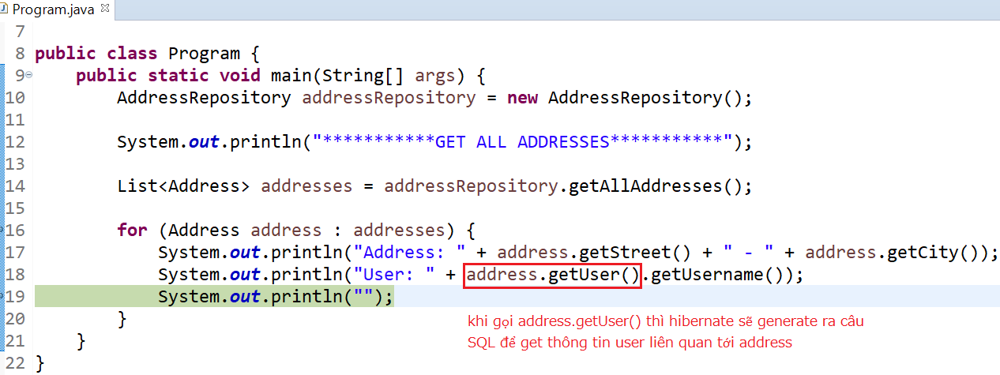 Program.java
7
8 public class Program {
9 public static void main(String[] args) {
10 AddressRepository addressRepository = new AddressRepository();
11
12 System.out.println("***********GET ALL ADDRESSES***********");
13
14 List<Address> addresses = addressRepository.getAllAddresses();
15
16 for (Address address : addresses) {
17 System.out.println("Address: " + address.getStreet() + " - " + address.getCity());
18 System.out.println("User: " + address.getUser().getUsername());
19 System.out.println("");
20 }
21 }
22 }
khi gọi address.getUser() thì hibernate sẽ generate ra câu
SQL để get thông tin user liên quan tới address